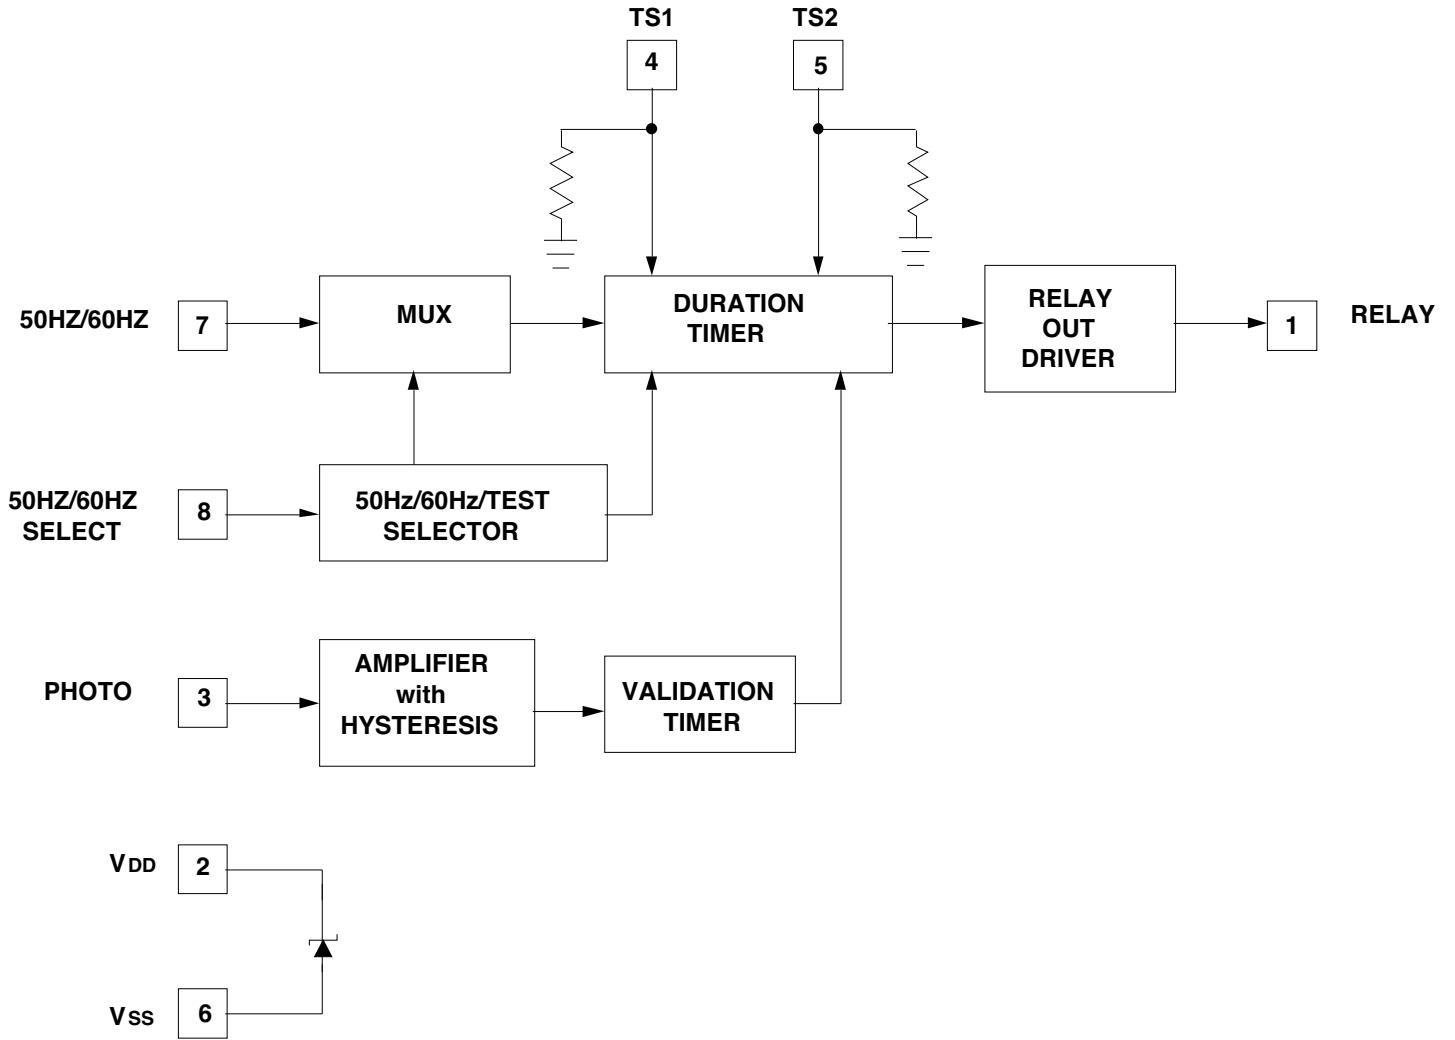 TS1
TS2
4
5
50HZ/60HZ
7
MUX
DURATION
TIMER
RELAY
OUT
DRIVER
1
RELAY
50HZ/60HZ
SELECT
8
50Hz/60Hz/TEST
SELECTOR
PHOTO
3
AMPLIFIER
with
HYSTERESIS
VALIDATION
TIMER
VDD
2
VSS
6